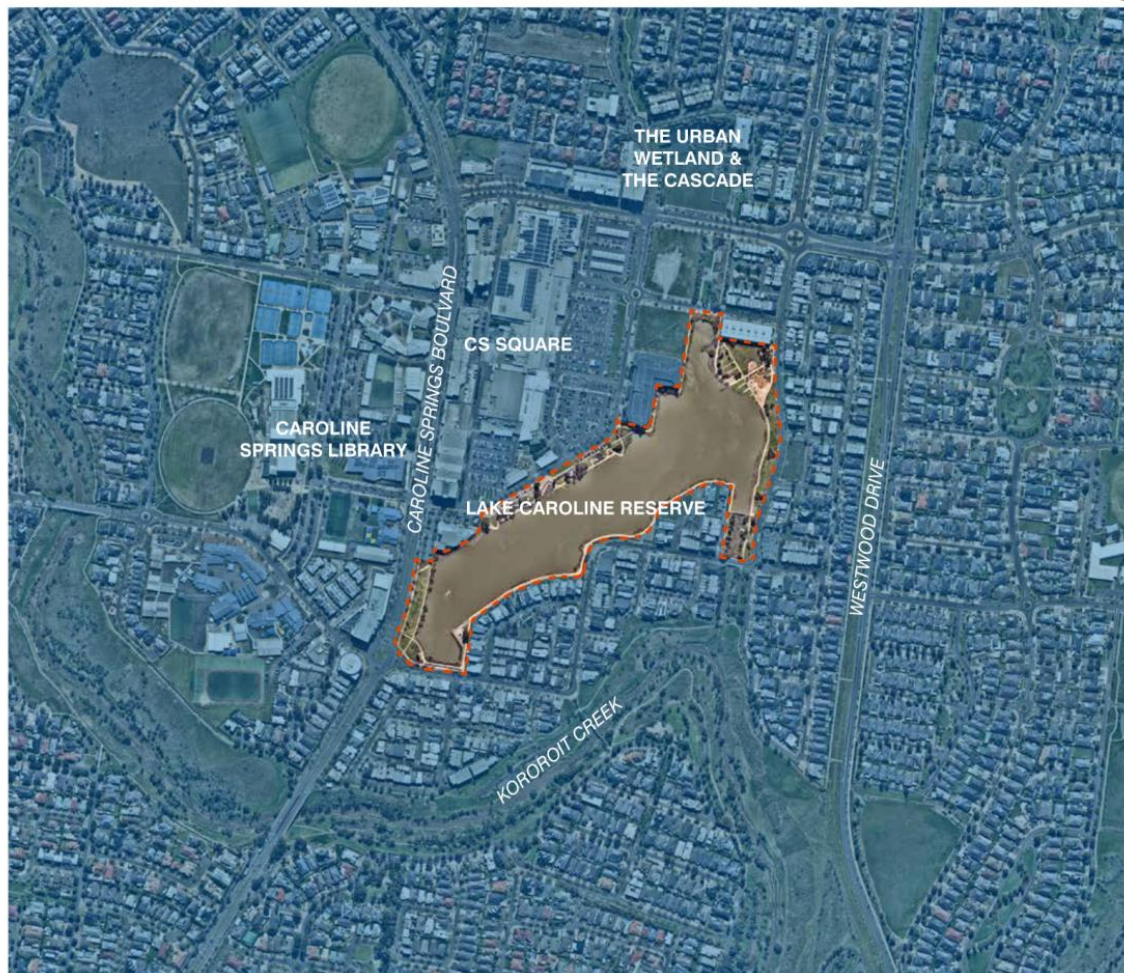 THE URBAN
WETLAND &
THE CASCADE
CAROLINE SPRINGS BOULVARD
CS SQUARE
CAROLINE
SPRINGS LIBRARY
LAKE CAROLINE RESERVE
WESTWOOD DRIVE
KOROROIT CREEK